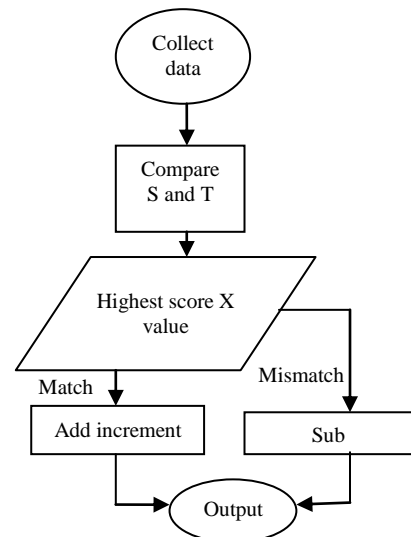 Collect
data
Compare
S and T
Highest score X
value
Match
Mismatch
Add increment
Sub
Output